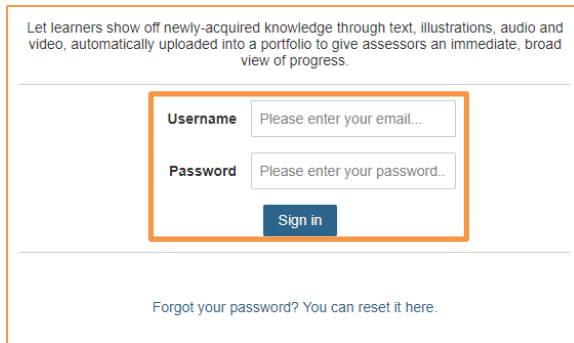 Let learners show off newly-acquired knowledge through text, illustrations, audio and
video, automatically uploaded into a portfolio to give assessors an immediate, broad
view of progress.
Username Please enter your email...
Password Please enter your password..
Sign in
Forgot your password? You can reset it here.